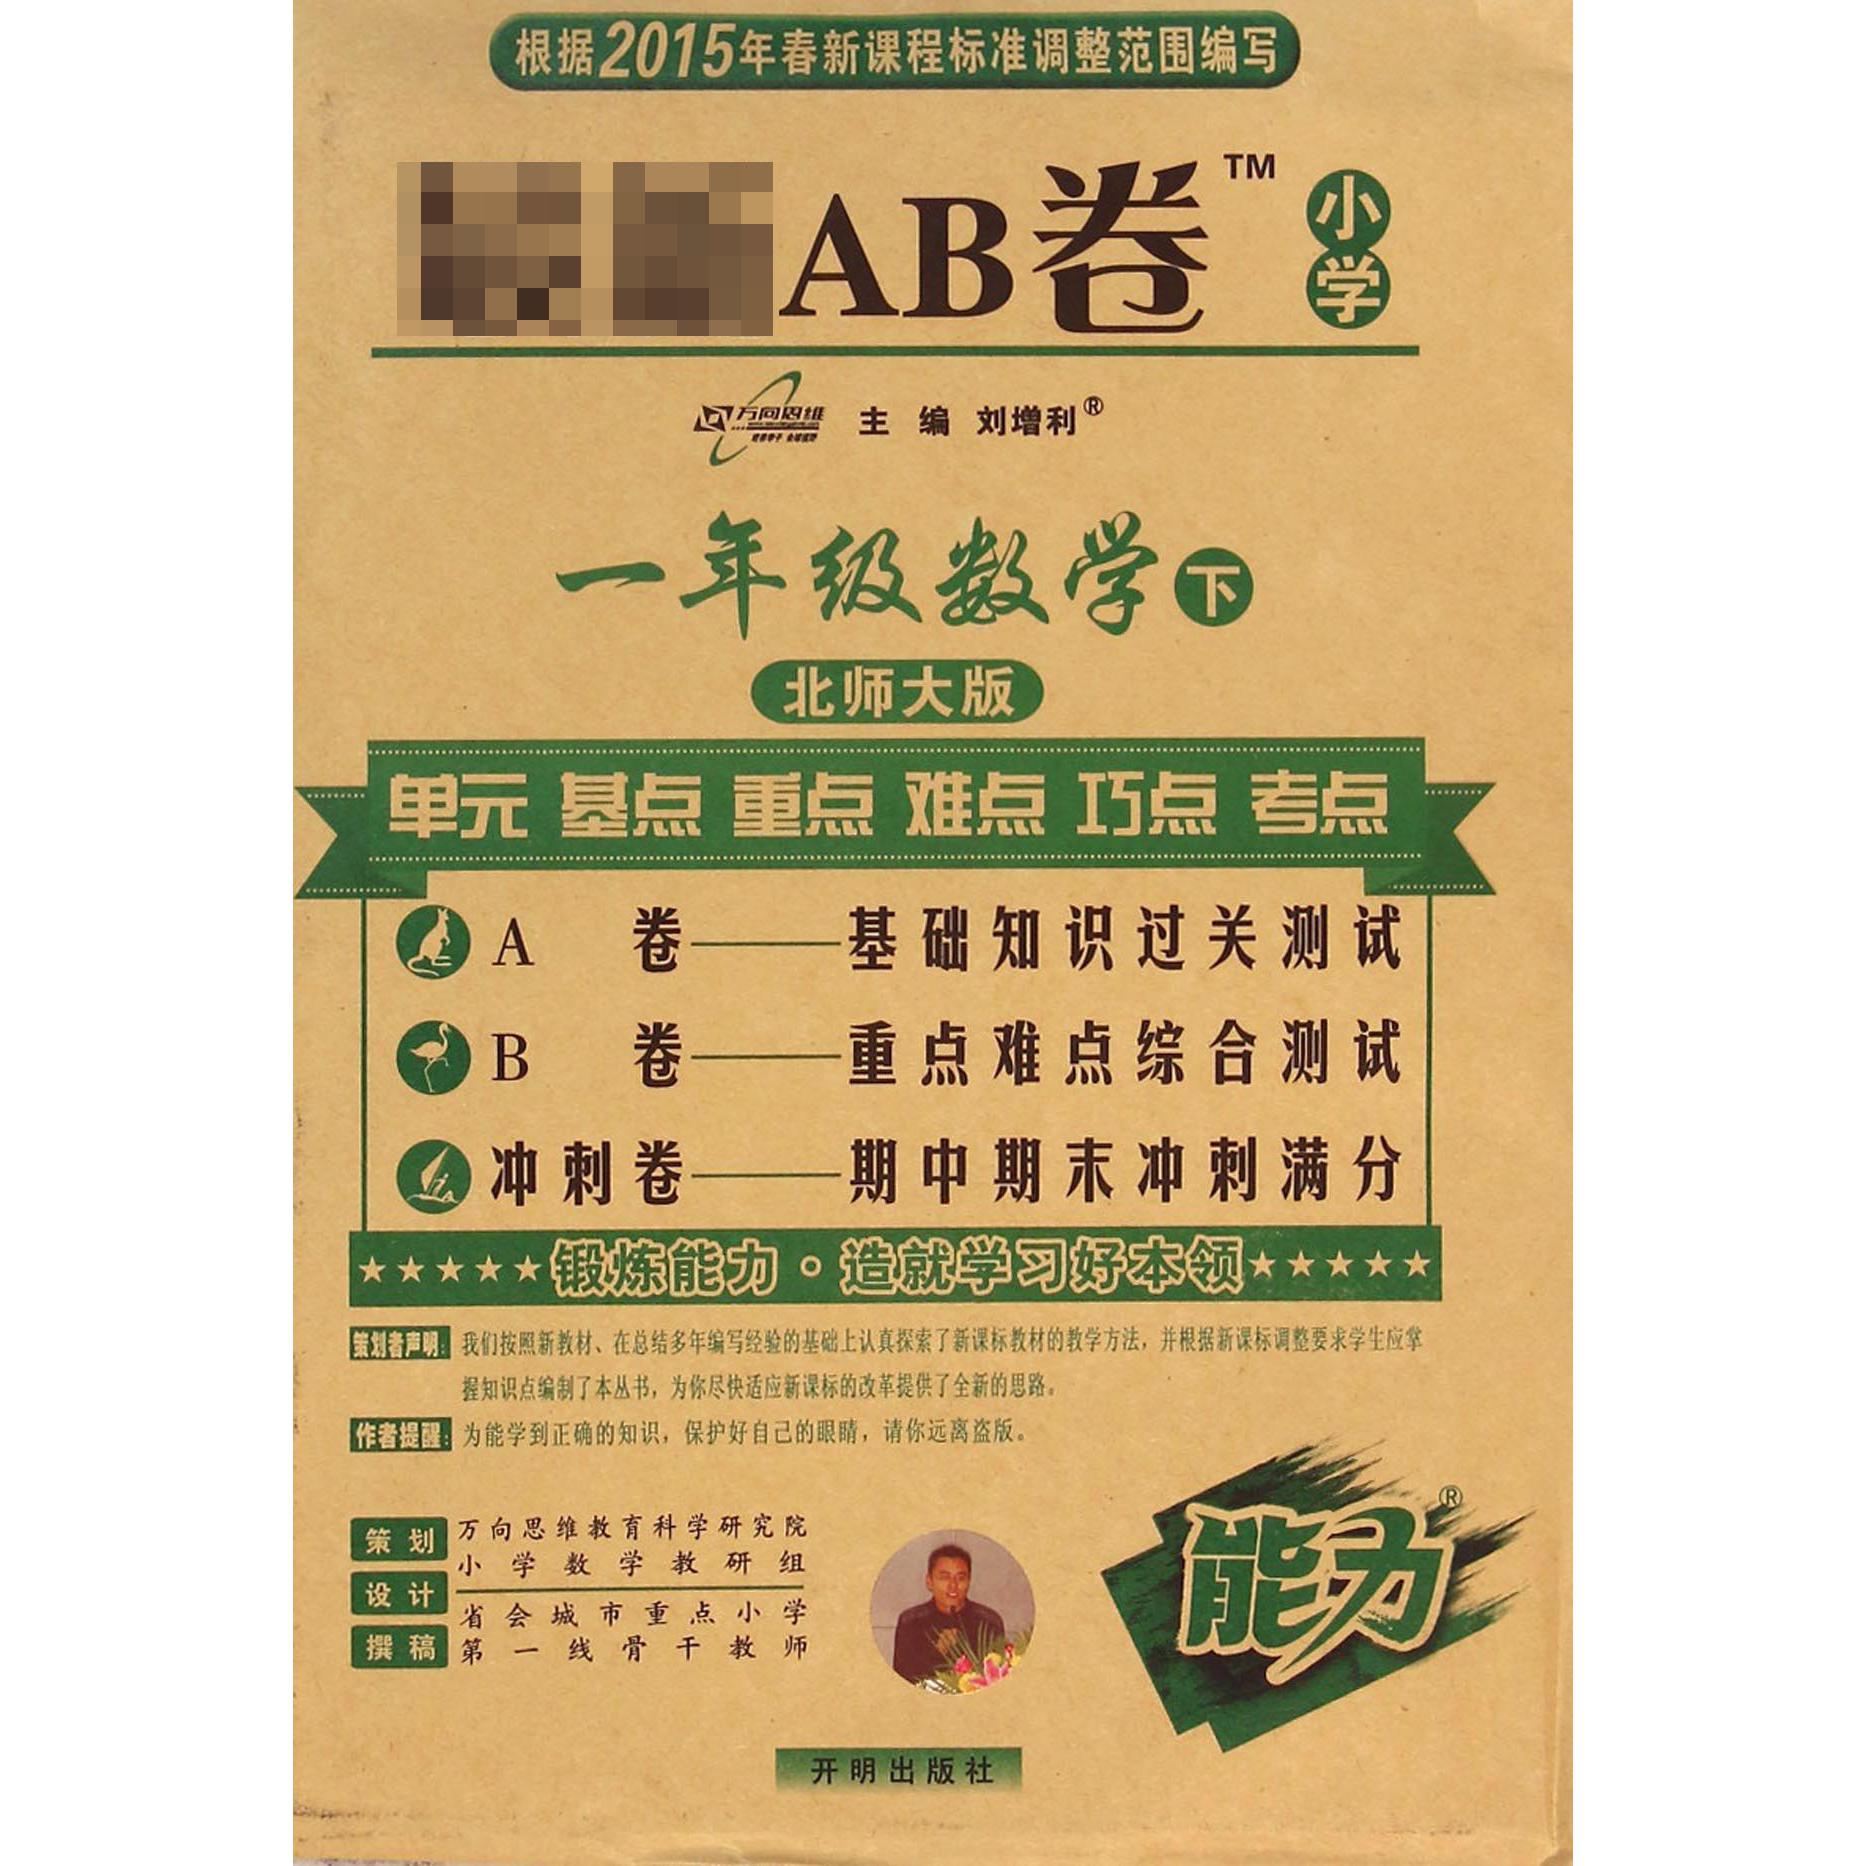 根据2015年春新课程标准调整范围编写
AB卷™
小学
万向思维 主 编 刘增利®
一年级数学下
北师大版
单元 基点 重点 难点 巧点 考点
A 卷——基础知识过关测试
B 卷——重点难点综合测试
冲刺卷——期中期末冲刺满分
★★★★★锻炼能力·造就学习好本领★★★★★
策划者声明：我们按照新教材、在总结多年编写经验的基础上认真探索了新课标教材的教学方法，并根据新课标调整要求学生应掌
握知识点编制了本丛书，为你尽快适应新课标的改革提供了全新的思路。
作者提醒：为能学到正确的知识，保护好自己的眼睛，请你远离盗版。
策划
设计
撰稿
万向思维教育科学研究院
小学数学教研组
省会城市重点小学
第一线骨干教师
能力®
开明出版社